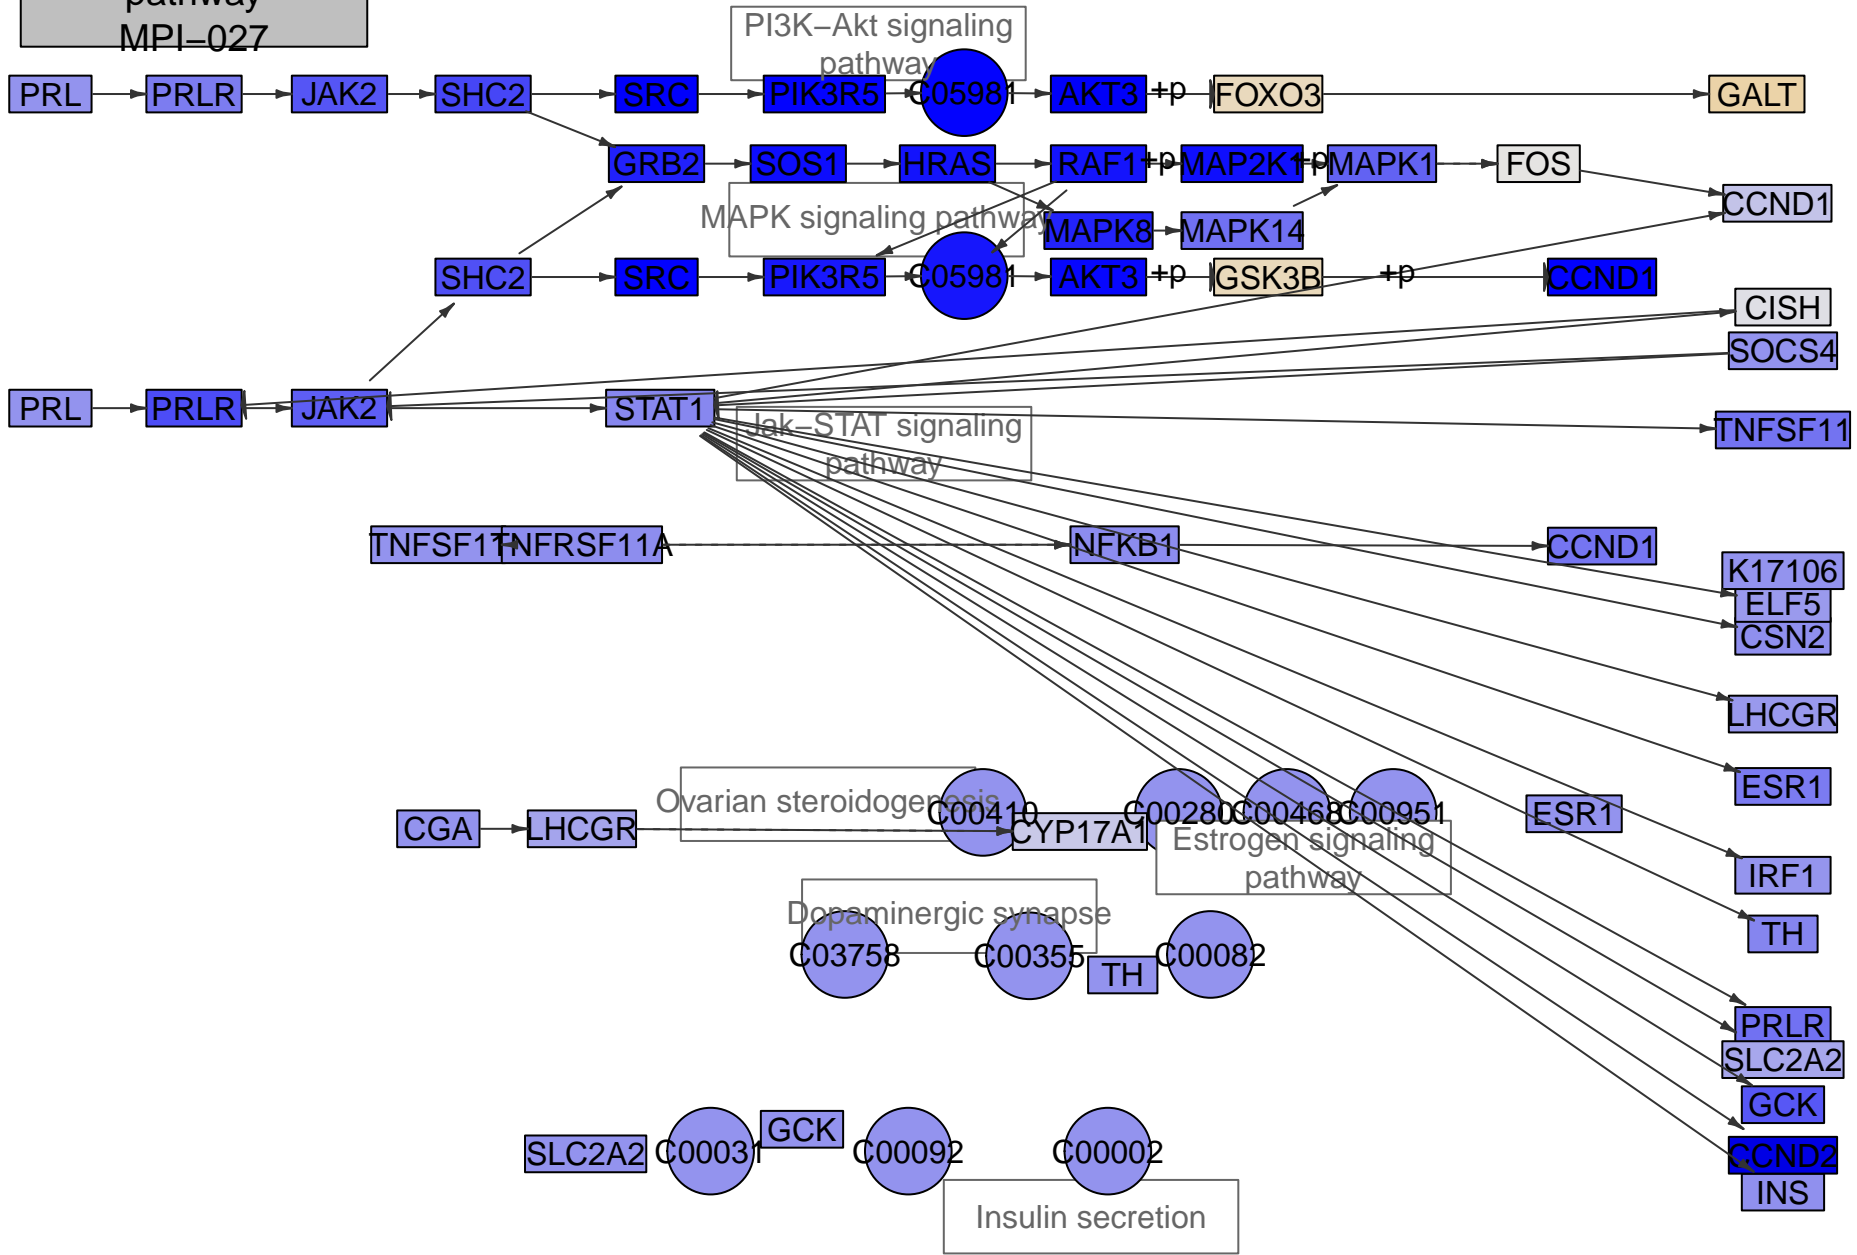 pathway
MPI−027
PI3K−Akt signaling
pathway
PRL
PRLR
JAK2
SHC2
SRC
PIK3R5
C05981
AKT3
+p
FOXO3
GALT
GRB2
SOS1
HRAS
RAF1
+p
MAP2K1
+p
MAPK1
FOS
CCND1
MAPK signaling pathway
MAPK8
MAPK14
SHC2
SRC
PIK3R5
C05981
AKT3
+p
GSK3B
+p
CCND1
CISH
SOCS4
PRL
PRLR
JAK2
STAT1
Jak−STAT signaling
pathway
TNFSF11
TNFSF11
TNFRSF11A
NFKB1
CCND1
K17106
ELF5
CSN2
LHCGR
ESR1
Ovarian steroidogenesis
C00410
C00280
C00468
C00951
ESR1
CGA
LHCGR
CYP17A1
Estrogen signaling
pathway
IRF1
Dopaminergic synapse
TH
C03758
C00355
TH
C00082
PRLR
SLC2A2
GCK
SLC2A2
C00031
GCK
C00092
C00002
CCND2
INS
Insulin secretion